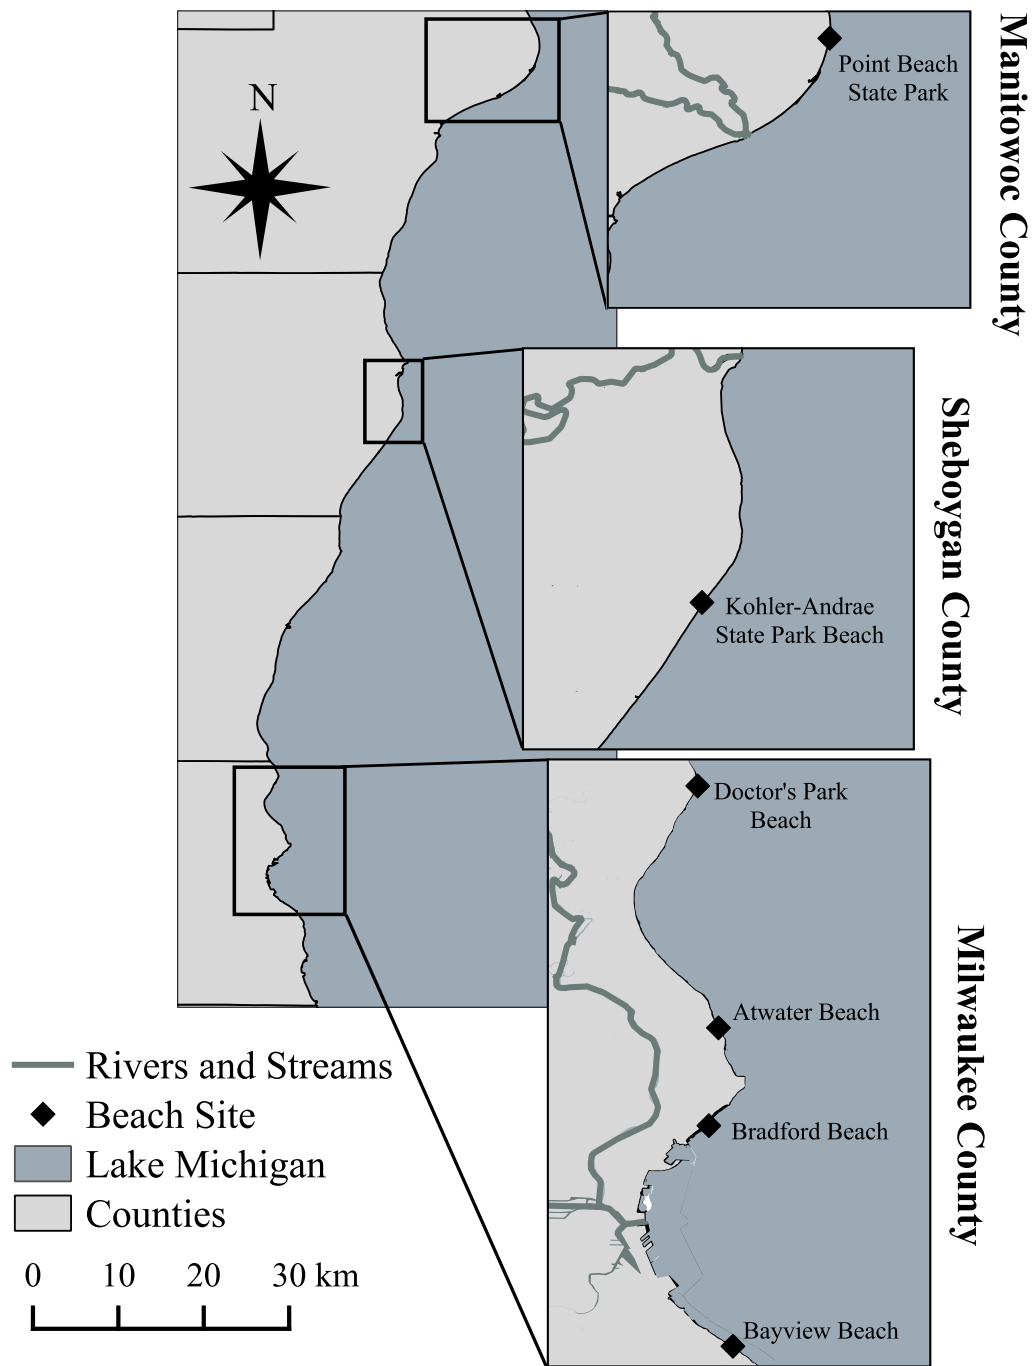 N
Point Beach
State Park
Manitowoc County
Kohler-Andrae
State Park Beach
Sheboygan County
Doctor's Park
Beach
Atwater Beach
Bradford Beach
Bayview Beach
Milwaukee County
Rivers and Streams
Beach Site
Lake Michigan
Counties
0 10 20 30 km